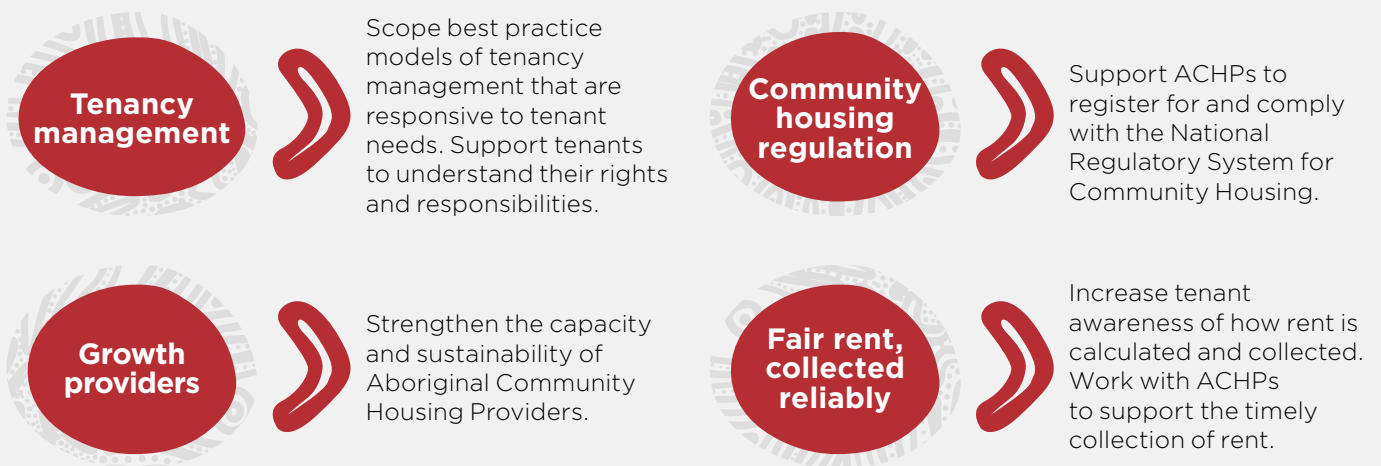 Tenancy
management
Scope best practice
models of tenancy
management that are
responsive to tenant
needs. Support tenants
to understand their rights
and responsibilities.
Community
housing
regulation
Support ACHPs to
register for and comply
with the National
Regulatory System for
Community Housing.
Growth
providers
Strengthen the capacity
and sustainability of
Aboriginal Community
Housing Providers.
Fair rent,
collected
reliably
Increase tenant
awareness of how rent is
calculated and collected.
Work with ACHPs
to support the timely
collection of rent.